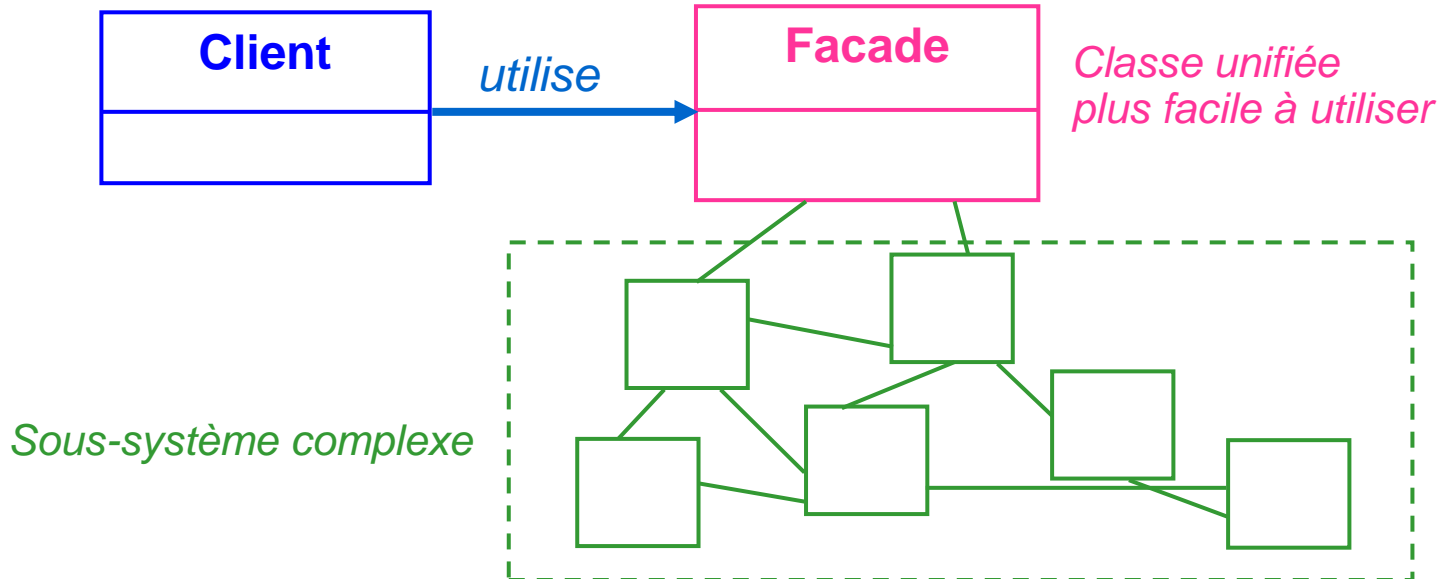 Client
utilise
Facade
Classe unifiée
plus facile à utiliser
Sous-système complexe